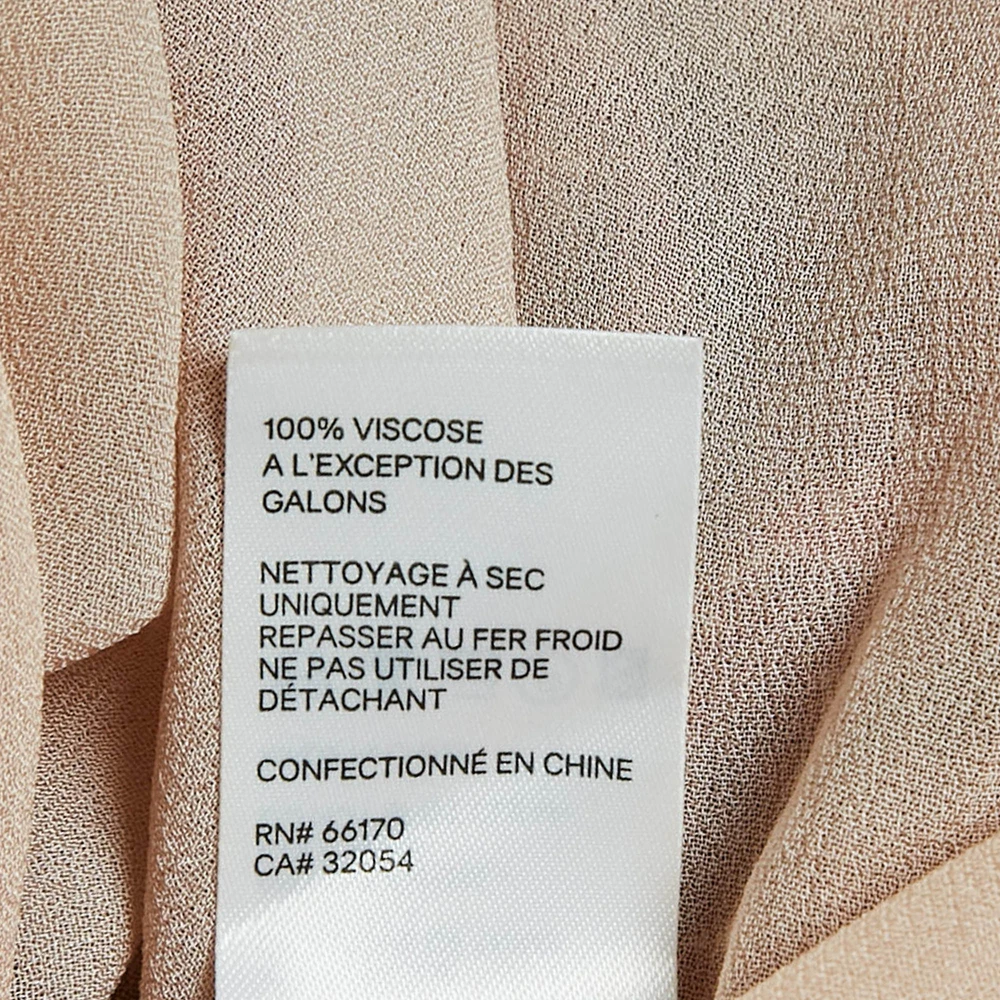 100% VISCOSE
A L'EXCEPTION DES
GALONS
NETTOYAGE À SEC
UNIQUEMENT
REPASSER AU FER FROID
NE PAS UTILISER DE
DÉTACHANT
CONFECTIONNÉ EN CHINE
RN# 66170
CA# 32054